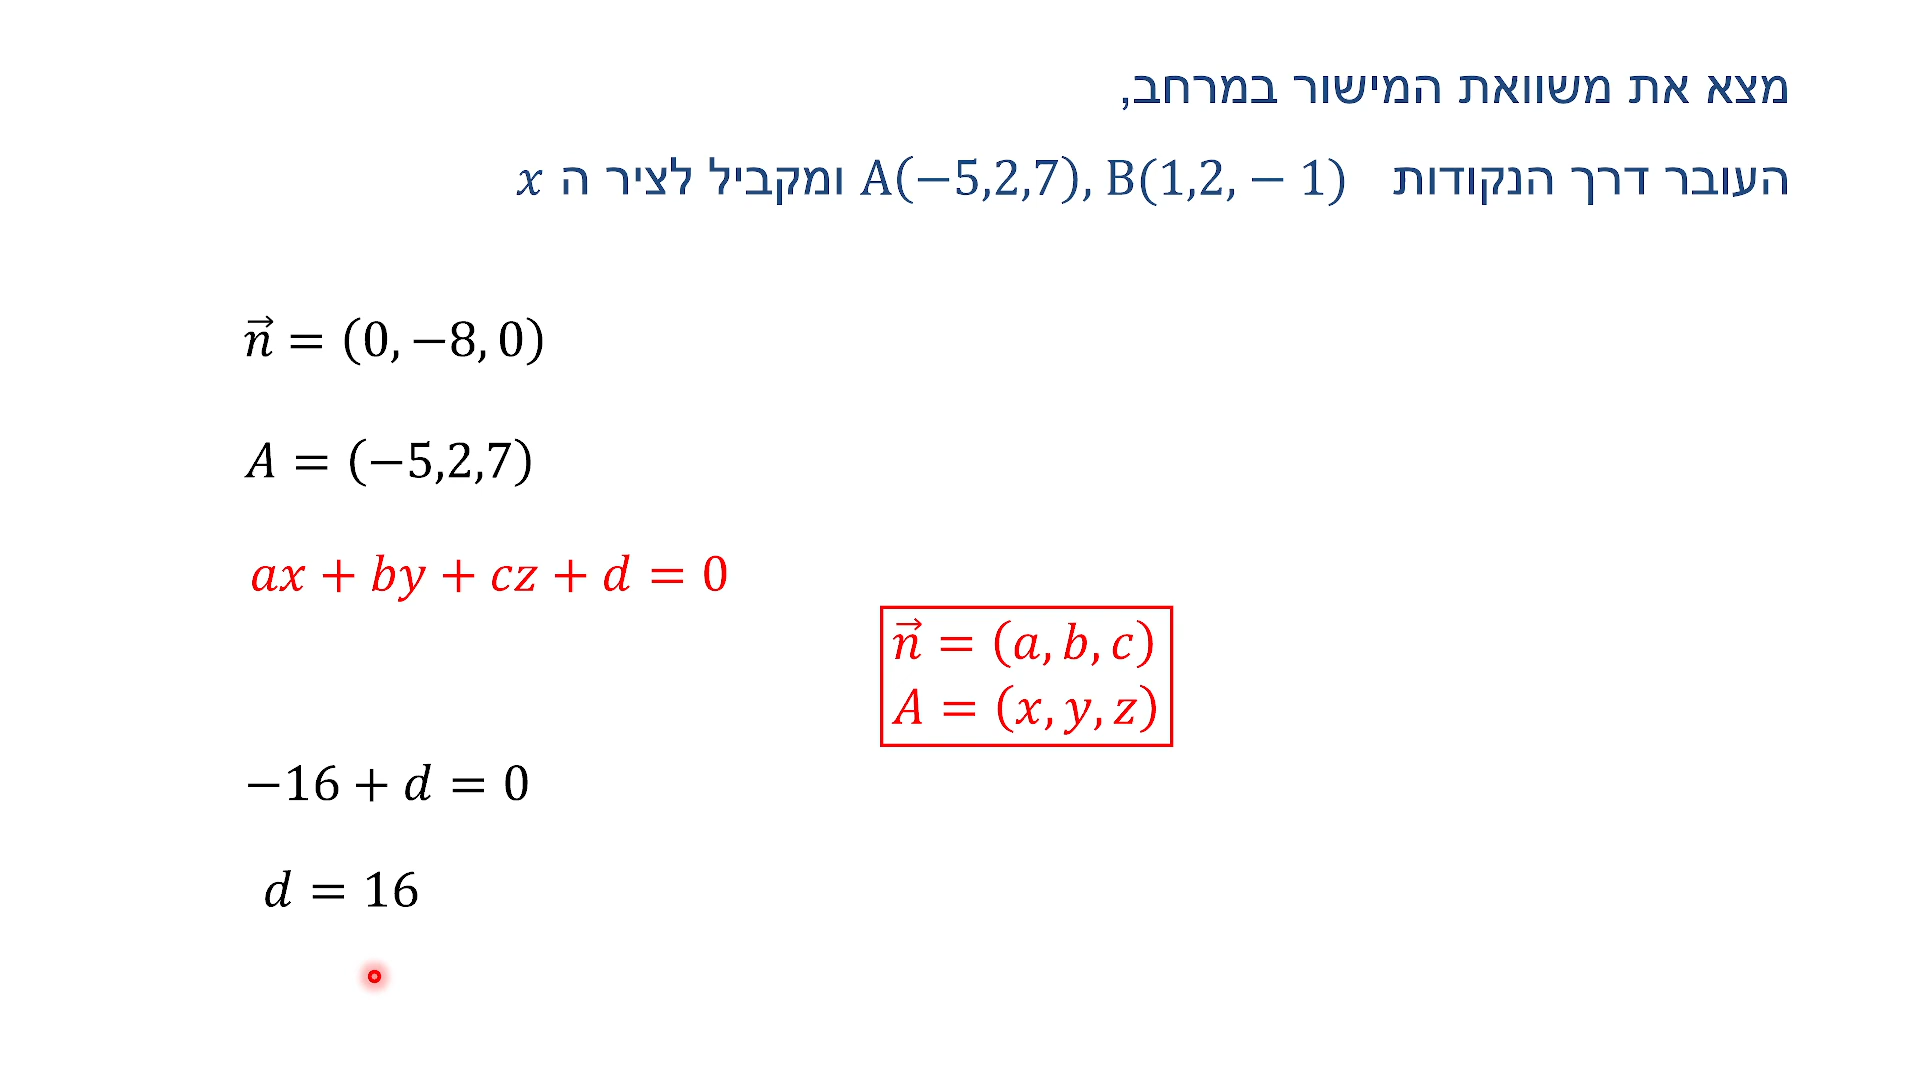 מצא את משוואת המישור במרחב,
העובר דרך הנקודות A(−5,2,7), B(1,2, − 1) ומקביל לציר ה x
n⃗ = (0, −8, 0)
A = (−5,2,7)
ax + by + cz + d = 0
n⃗ = (a, b, c)
A = (x, y, z)
−16 + d = 0
d = 16